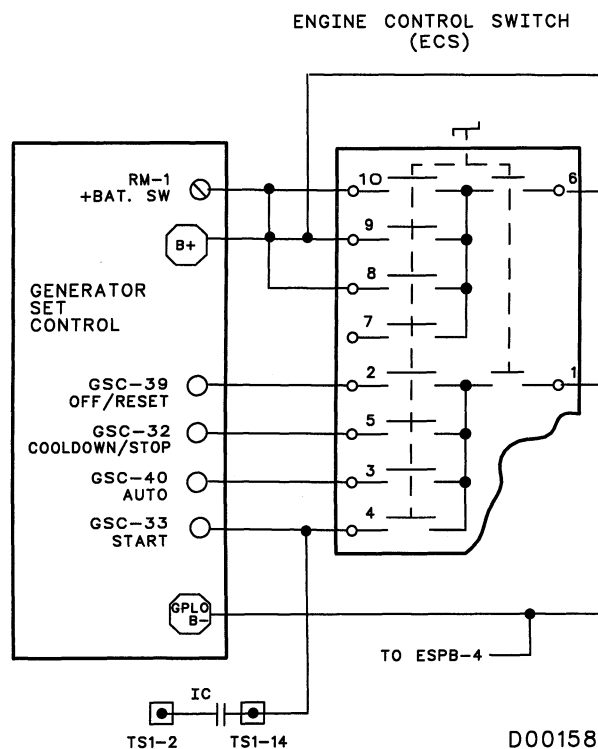 ENGINE CONTROL SWITCH
(ECS)
RM-1
+BAT. SW
B+
GENERATOR
SET
CONTROL
GSC-39
OFF/RESET
GSC-32
COOLDOWN/STOP
GSC-40
AUTO
GSC-33
START
GPLO
B-
10
9
8
7
2
5
3
4
6
1
TO ESPB-4
IC
TS1-2
TS1-14
D00158